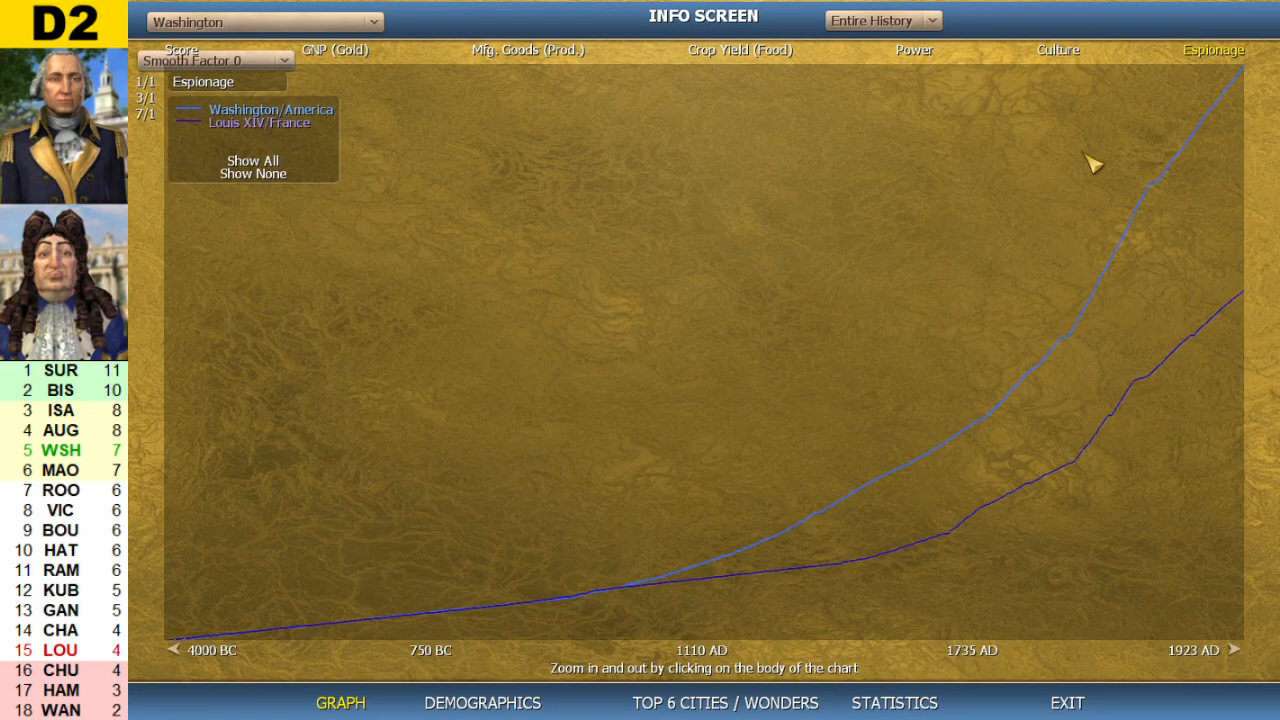 D2
Washington
INFO SCREEN
Entire History
Score
GNP (Gold)
Mfg. Goods (Prod.)
Crop Yield (Food)
Power
Culture
Espionage
Smooth Factor 0
1/1
3/1
7/1
Espionage
Washington/America
Louis XIV/France
Show All
Show None
1 SUR 11
2 BIS 10
3 ISA 8
4 AUG 8
5 WSH 7
6 MAO 7
7 ROO 6
8 VIC 6
9 BOU 6
10 HAT 6
11 RAM 6
12 KUB 5
13 GAN 5
14 CHA 4
15 LOU 4
16 CHU 4
17 HAM 3
18 WAN 2
4000 BC
750 BC
1110 AD
1735 AD
1923 AD
Zoom in and out by clicking on the body of the chart
GRAPH
DEMOGRAPHICS
TOP 6 CITIES / WONDERS
STATISTICS
EXIT